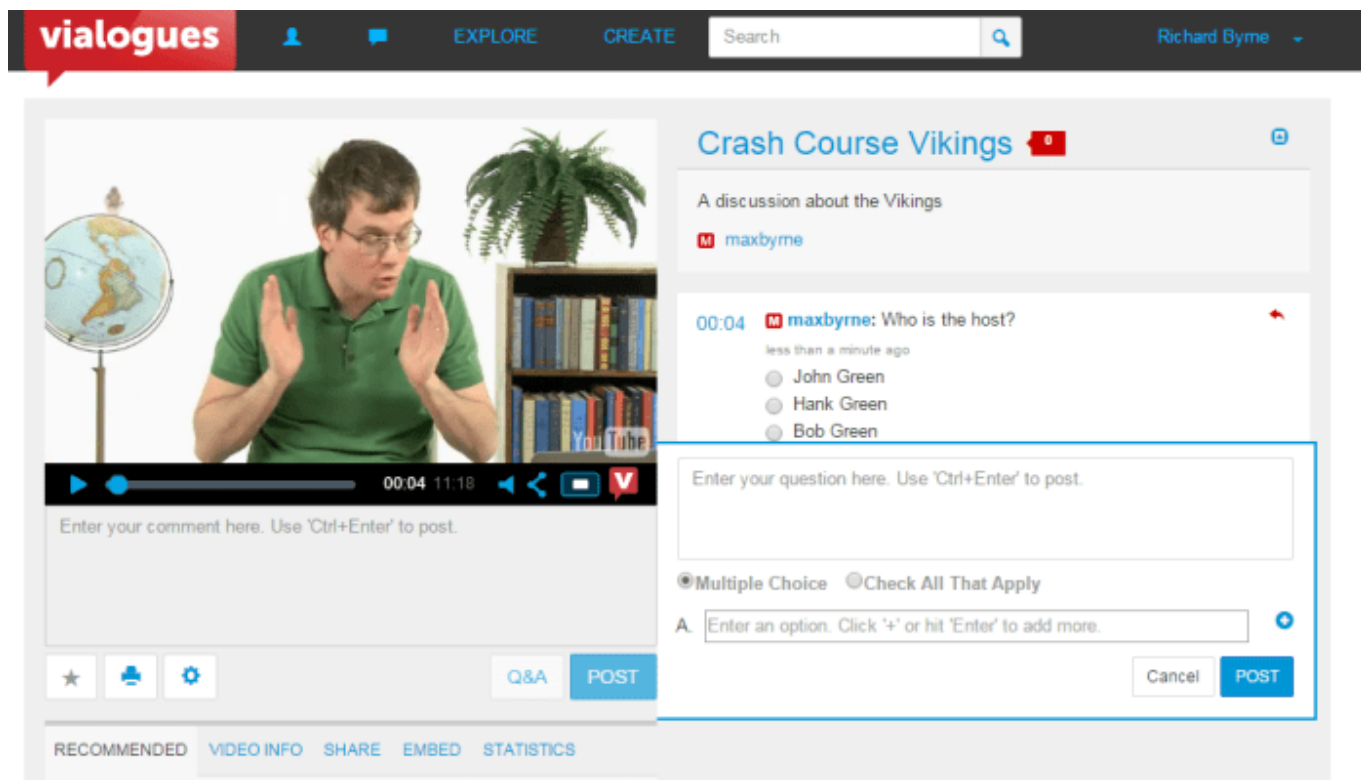 vialogues
EXPLORE
CREATE
Search
Richard Byrne
Crash Course Vikings 0
A discussion about the Vikings
M maxbyrne
00:04 M maxbyrne: Who is the host?
less than a minute ago
John Green
Hank Green
Bob Green
YouTube
00:04 11:18
V
Enter your comment here. Use 'Ctrl+Enter' to post.
Q&A
POST
Enter your question here. Use 'Ctrl+Enter' to post.
Multiple Choice Check All That Apply
A. Enter an option. Click '+' or hit 'Enter' to add more.
Cancel POST
RECOMMENDED VIDEO INFO SHARE EMBED STATISTICS